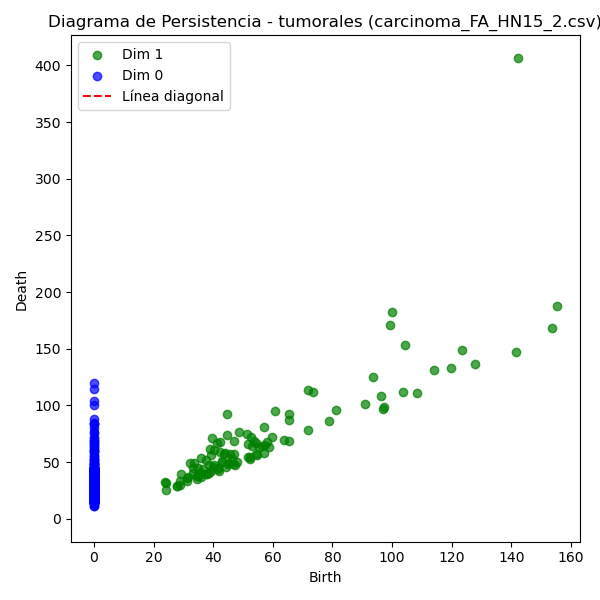 Diagrama de Persistencia - tumorales (carcinoma_FA_HN15_2.csv)
Dim 1
Dim 0
Línea diagonal
Death
400
350
300
250
200
150
100
50
0
0 20 40 60 80 100 120 140 160
Birth